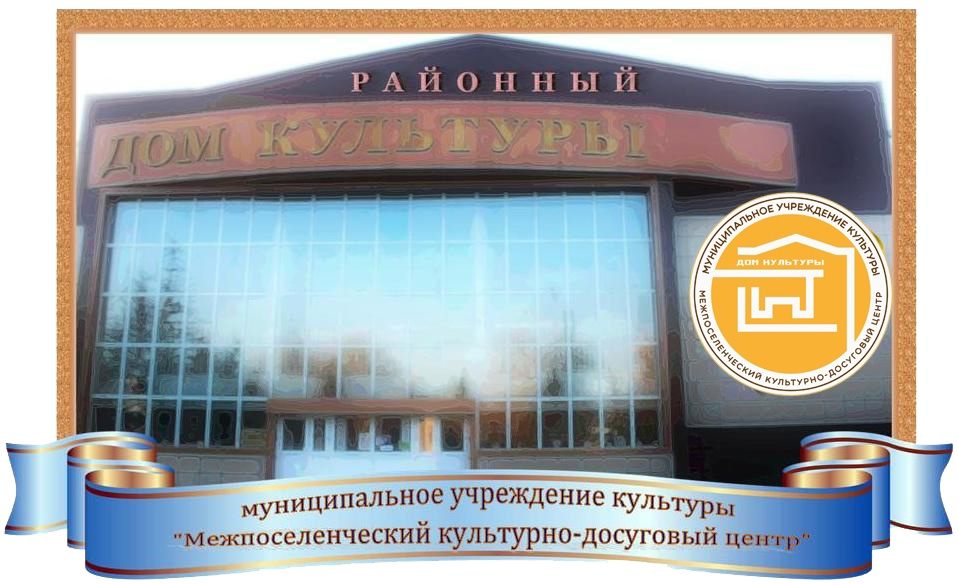 РАЙОННЫЙ
ДОМ КУЛЬТУРЫ
МУНИЦИПАЛЬНОЕ УЧРЕЖДЕНИЕ КУЛЬТУРЫ
ДОМ КУЛЬТУРЫ
МЕЖПОСЕЛЕНЧЕСКИЙ КУЛЬТУРНО-ДОСУГОВЫЙ ЦЕНТР
муниципальное учреждение культуры
"Межпоселенческий культурно-досуговый центр"